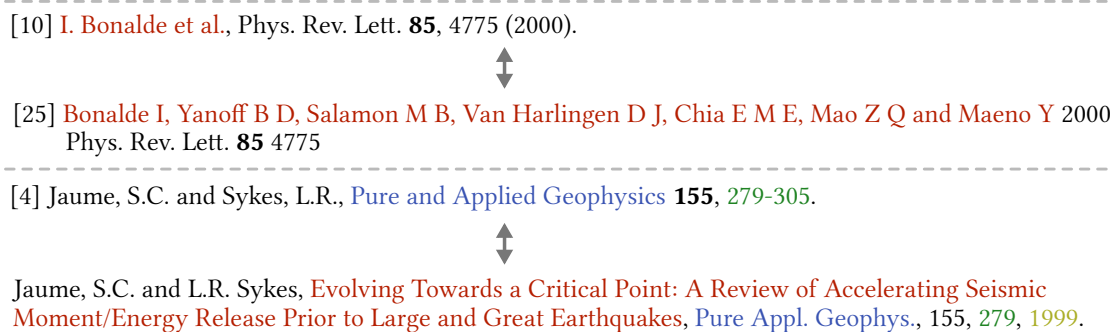 [10] I. Bonalde et al., Phys. Rev. Lett. 85, 4775 (2000).
[25] Bonalde I, Yanoff B D, Salamon M B, Van Harlingen D J, Chia E M E, Mao Z Q and Maeno Y 2000
Phys. Rev. Lett. 85 4775
[4] Jaume, S.C. and Sykes, L.R., Pure and Applied Geophysics 155, 279-305.
Jaume, S.C. and L.R. Sykes, Evolving Towards a Critical Point: A Review of Accelerating Seismic
Moment/Energy Release Prior to Large and Great Earthquakes, Pure Appl. Geophys., 155, 279, 1999.